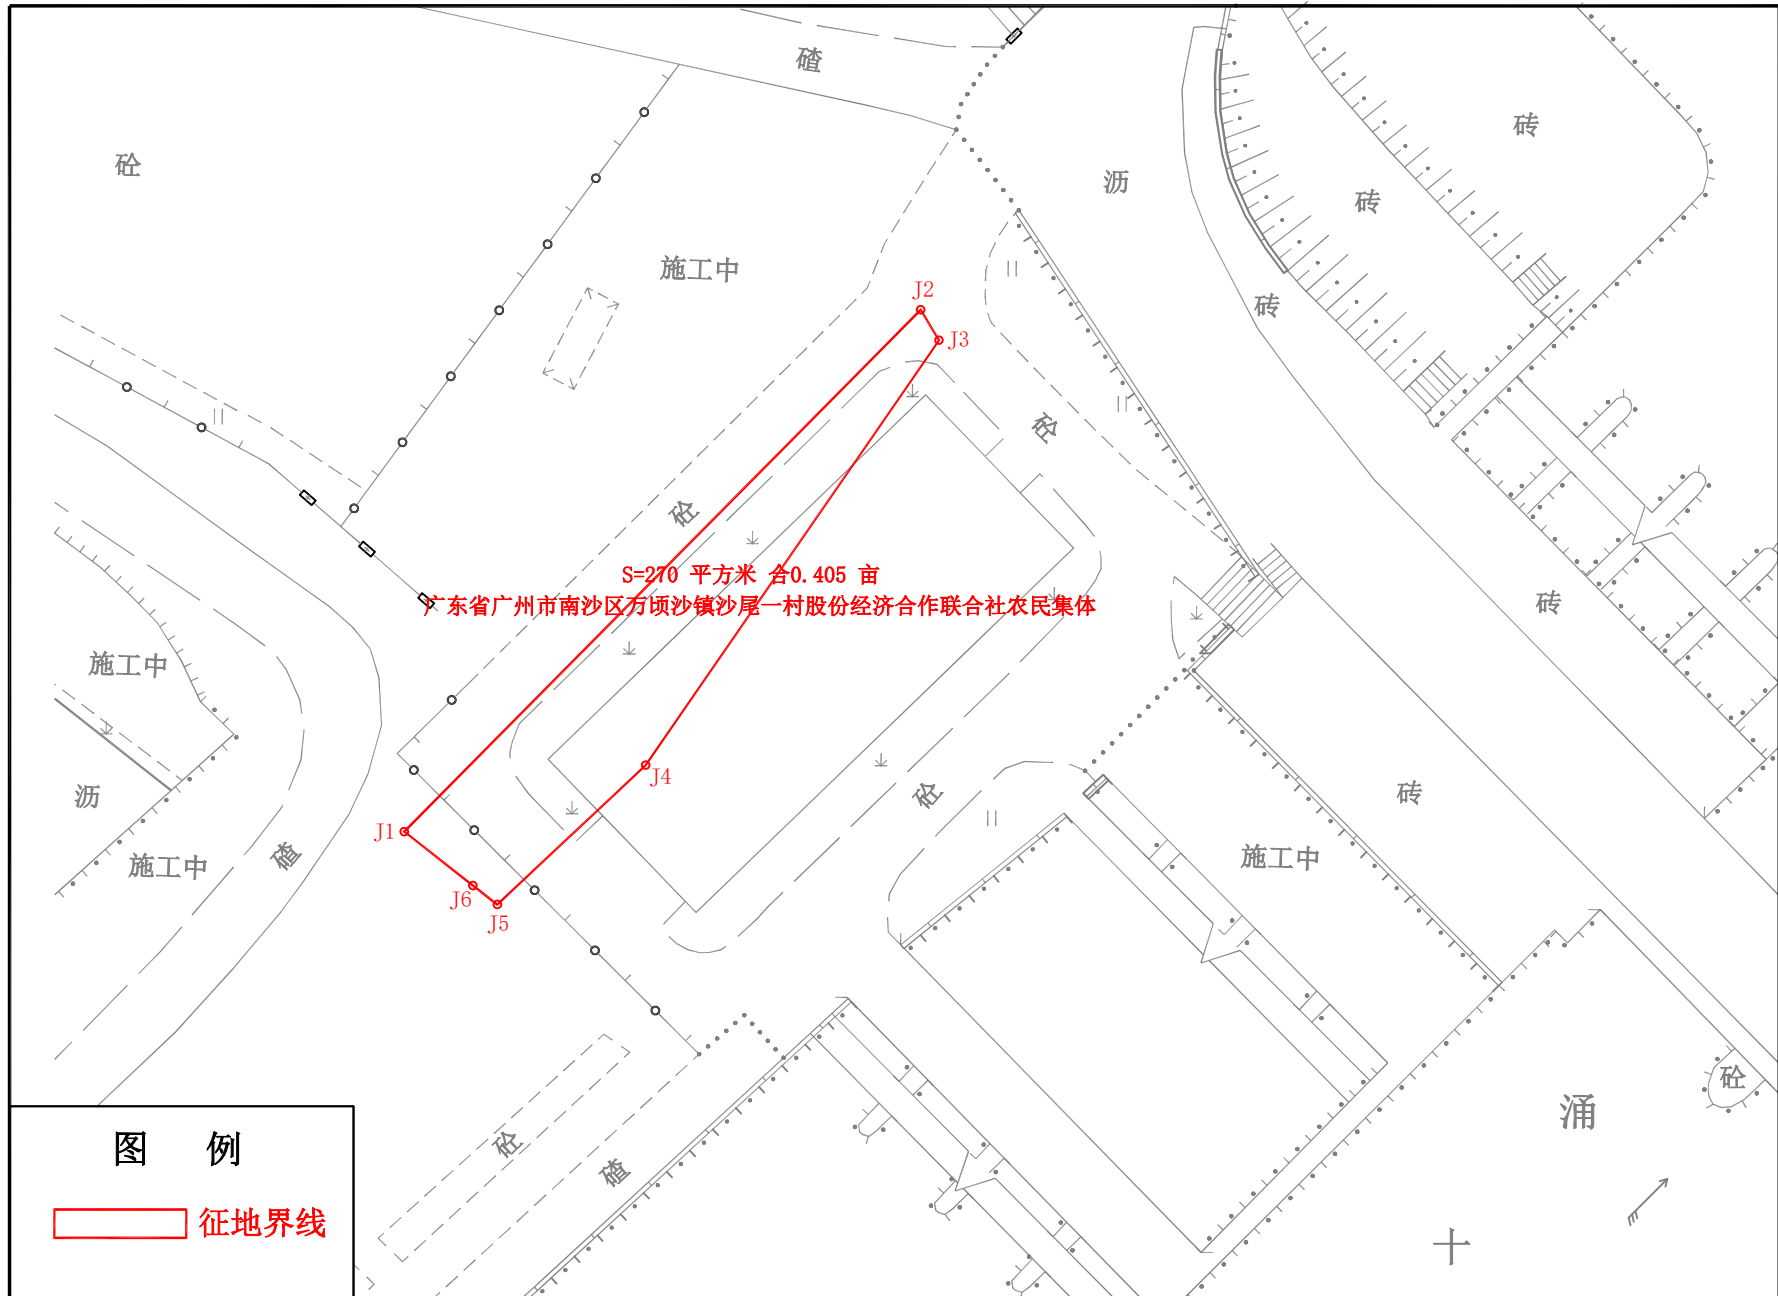 碴
砖
砼
沥
砖
施工中
砖
J2
J3
砼
砼
S=270 平方米 合0.405 亩
广东省广州市南沙区万顷沙镇沙尾一村股份经济合作联合社农民集体
砖
施工中
J4
沥
砼
砖
J1
碴
施工中
施工中
J6
J5
砼
涌
砼
碴
十
图 例
征地界线